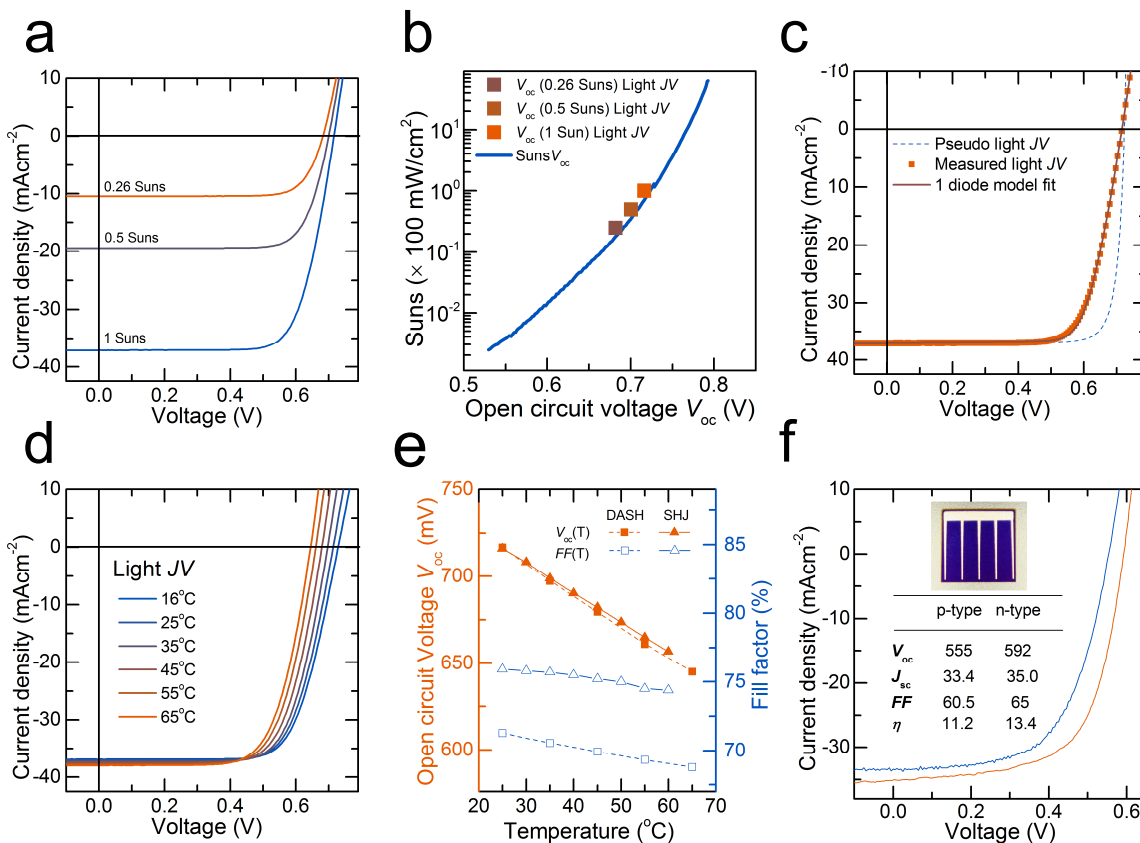 a
10
0
-10
-20
-30
-40
0.0
0.2
0.4
0.6
Current density (mAcm-2)
Voltage (V)
0.26 Suns
0.5 Suns
1 Suns
b
10^1
10^0
10^-1
10^-2
0.5
0.6
0.7
0.8
Suns (× 100 mW/cm2)
Open circuit voltage Voc (V)
Voc (0.26 Suns) Light JV
Voc (0.5 Suns) Light JV
Voc (1 Sun) Light JV
SunsVoc
c
-10
0
10
20
30
40
0.0
0.2
0.4
0.6
Current density (mAcm-2)
Voltage (V)
Pseudo light JV
Measured light JV
1 diode model fit
d
10
0
-10
-20
-30
-40
0.0
0.2
0.4
0.6
Current density (mAcm-2)
Voltage (V)
Light JV
16°C
25°C
35°C
45°C
55°C
65°C
e
750
700
650
600
20
30
40
50
60
70
85
80
75
70
Open circuit Voltage Voc (mV)
Fill factor (%)
Temperature (°C)
DASH SHJ
Voc(T)
FF(T)
f
10
0
-10
-20
-30
0.0
0.2
0.4
0.6
Current density (mAcm-2)
Voltage (V)
p-type n-type
Voc 555 592
Jsc 33.4 35.0
FF 60.5 65
η 11.2 13.4